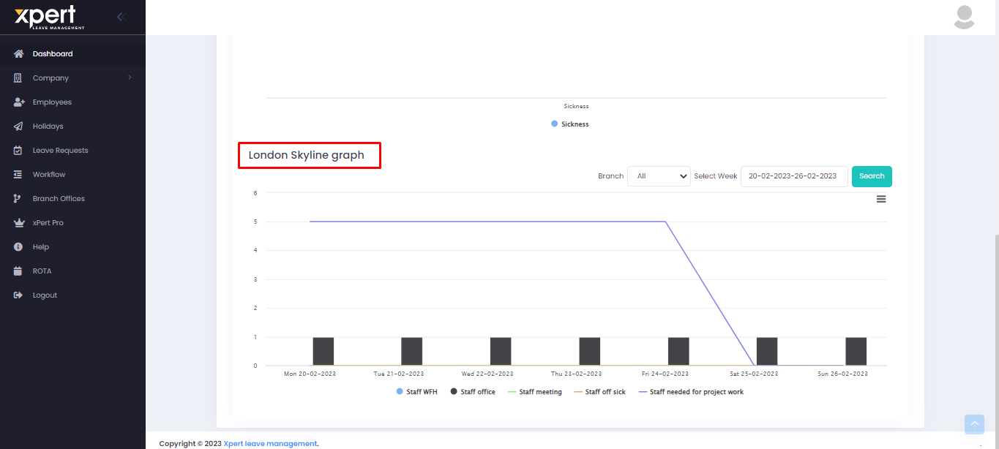 xpert
LEAVE MANAGEMENT
Dashboard
Company
Employees
Holidays
Leave Requests
Workflow
Branch Offices
xPert Pro
Help
ROTA
Logout
Sickness
Sickness
London Skyline graph
Branch All Select Week 20-02-2023-26-02-2023 Search
6
5
4
3
2
1
0
Mon 20-02-2023 Tue 21-02-2023 Wed 22-02-2023 Thu 23-02-2023 Fri 24-02-2023 Sat 25-02-2023 Sun 26-02-2023
Staff WFH Staff office Staff meeting Staff off sick Staff needed for project work
Copyright © 2023 Xpert leave management.